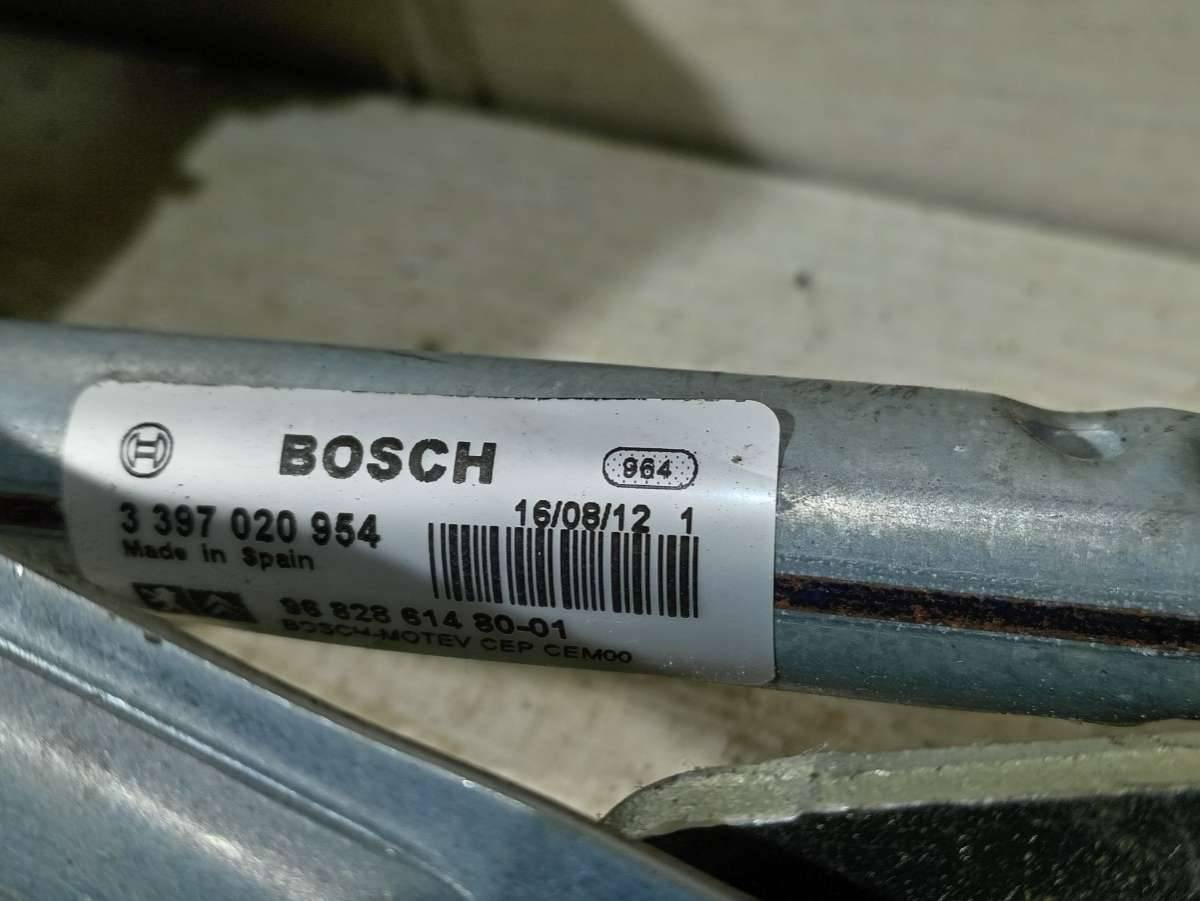 BOSCH
964
3 397 020 954
16/08/12 1
Made in Spain
96 828 614 80-01
BOSCH-MOTEV CEP CEM00